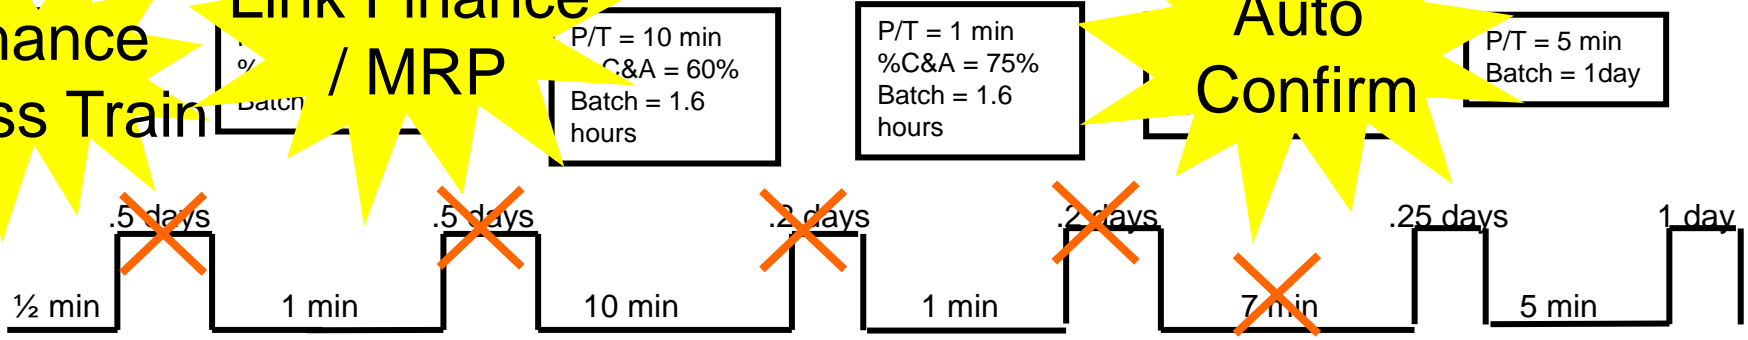 Link Finance
/ MRP
Train
Batch
P/T = 10 min
C&A = 60%
Batch = 1.6
hours
P/T = 1 min
%C&A = 75%
Batch = 1.6
hours
Auto
Confirm
P/T = 5 min
Batch = 1day
.5 days
.5 days
.2 days
.2 days
.25 days
1 day
½ min
1 min
10 min
1 min
7 min
5 min